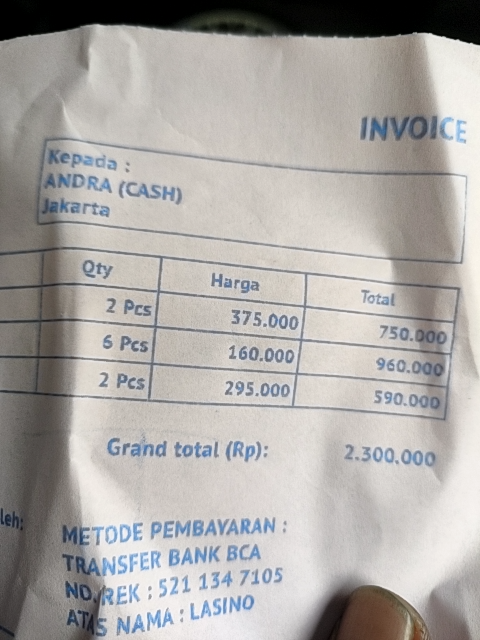 INVOICE
Kepada :
ANDRA (CASH)
Jakarta
Qty Harga Total
2 Pcs 375.000 750.000
6 Pcs 160.000 960.000
2 Pcs 295.000 590.000
Grand total (Rp): 2.300.000
leh:
METODE PEMBAYARAN :
TRANSFER BANK BCA
NO. REK : 521 134 7105
ATAS NAMA : LASINO